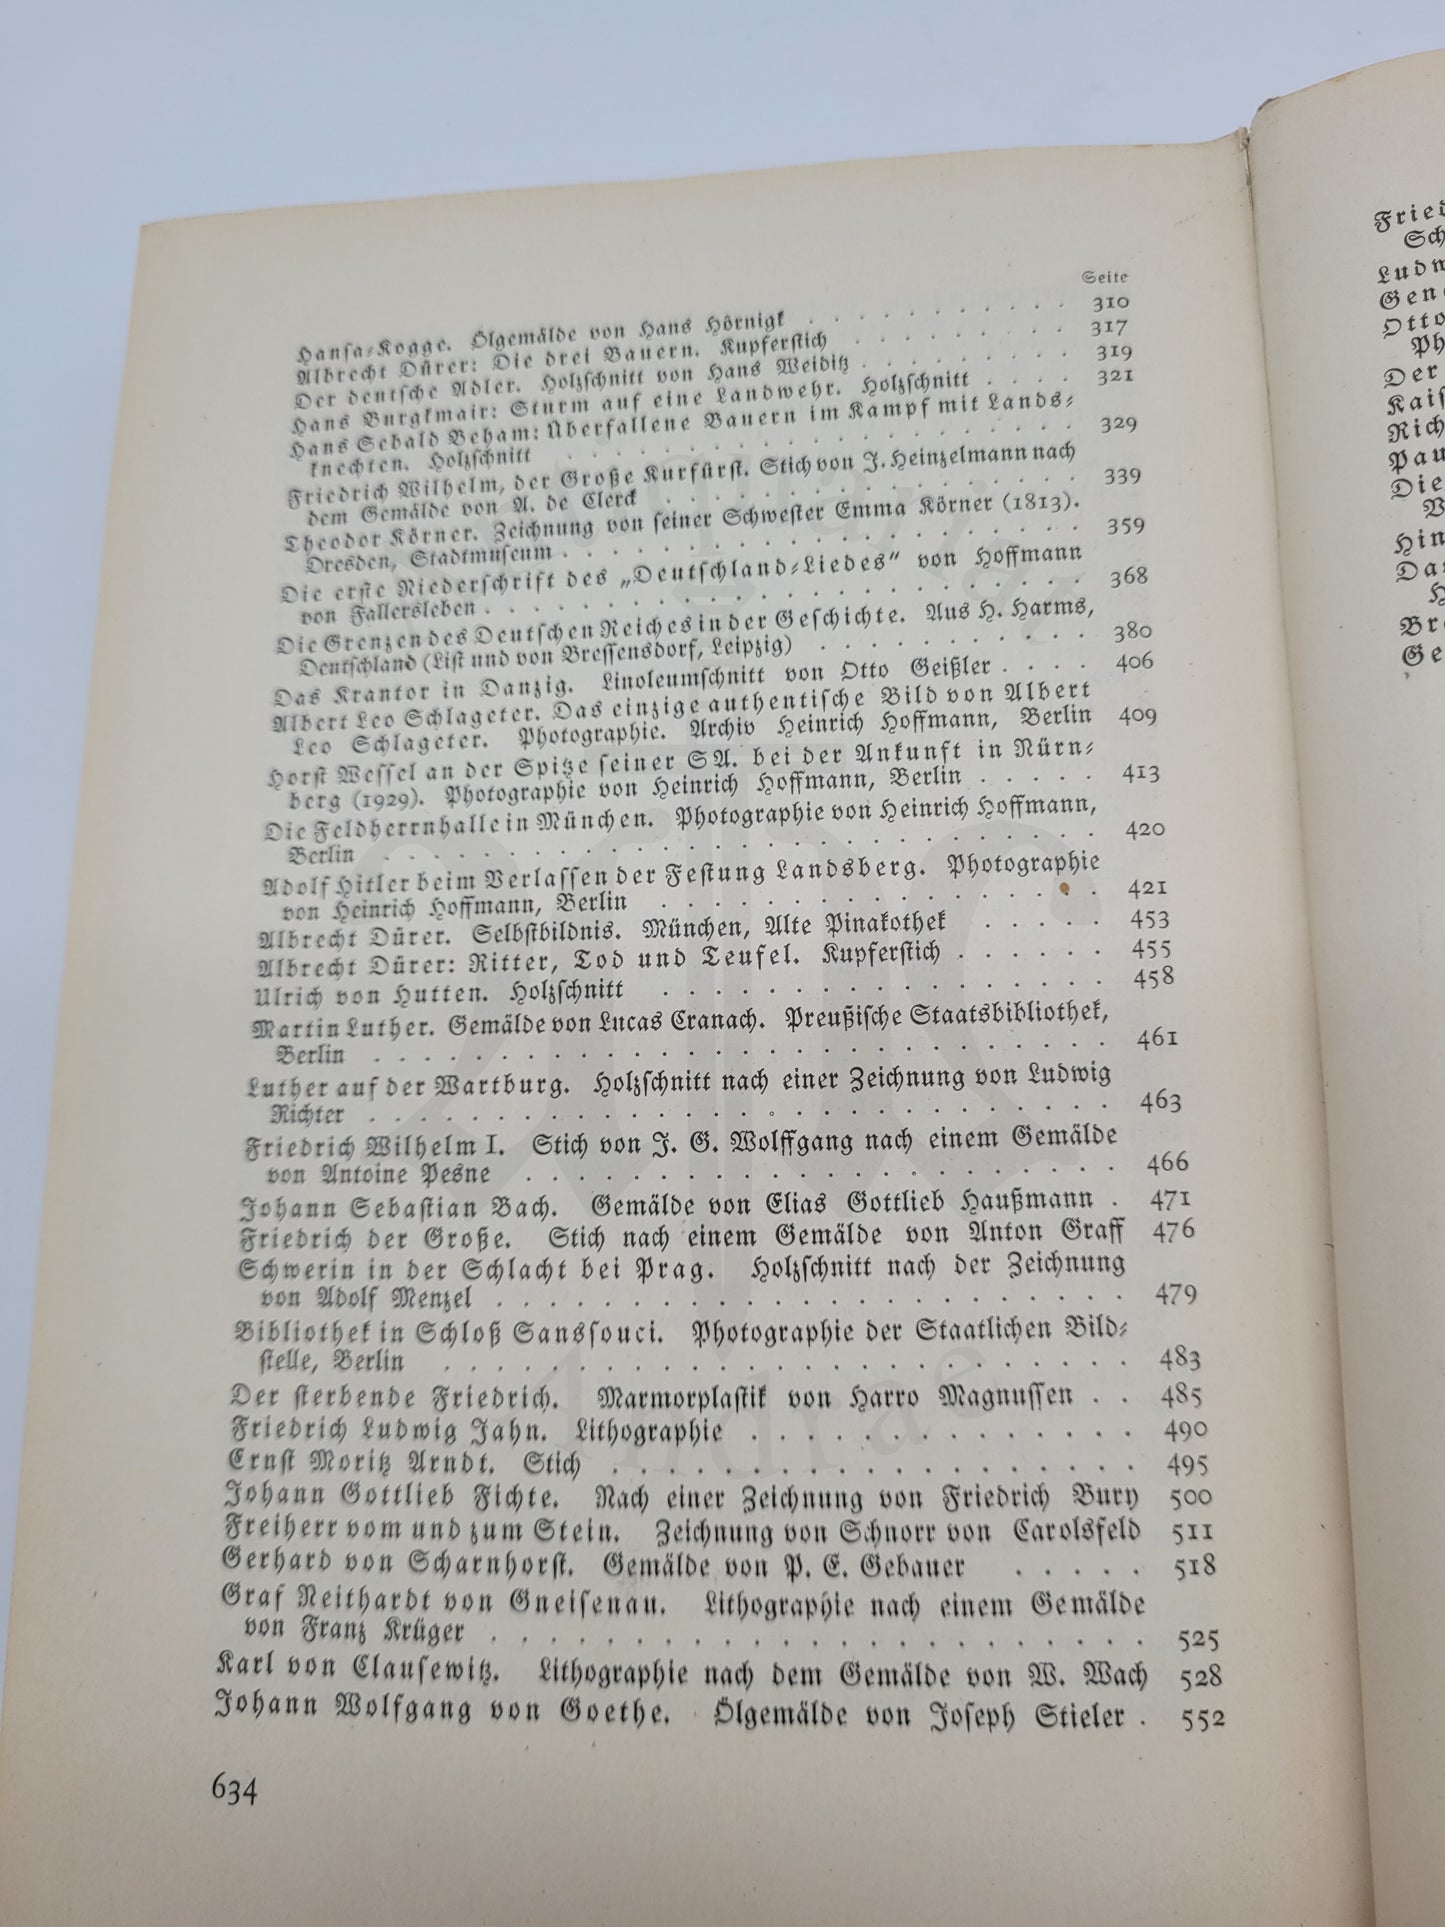 Seite
Hansa-Kogge. Ölgemälde von Hans Hörnigk . . . . . . . . . . 310
Albrecht Dürer: Die drei Bauern. Kupferstich . . . . . . . . 317
Der deutsche Adler. Holzschnitt von Hans Weiditz . . . . . . . . 319
Hans Burgkmair: Sturm auf eine Landwehr. Holzschnitt . . . . 321
Hans Sebald Beham: Überfallene Bauern im Kampf mit Lands-
knechten. Holzschnitt . . . . . . . . . . . . . . . . . . 329
Friedrich Wilhelm, der Große Kurfürst. Stich von J. Heinzelmann nach
dem Gemälde von A. de Clerck . . . . . . . . . . . . . . . 339
Theodor Körner. Zeichnung von seiner Schwester Emma Körner (1813).
Dresden, Stadtmuseum . . . . . . . . . . . . . . . . . . 359
Die erste Niederschrift des „Deutschland-Liedes“ von Hoffmann
von Fallersleben . . . . . . . . . . . . . . . . . . . . . 368
Die Grenzen des Deutschen Reiches in der Geschichte. Aus H. Harms,
Deutschland (List und von Bressensdorf, Leipzig) . . . . . . . . . . 380
Das Krantor in Danzig. Linoleumschnitt von Otto Geißler . . . . 406
Albert Leo Schlageter. Das einzige authentische Bild von Albert
Leo Schlageter. Photographie. Archiv Heinrich Hoffmann, Berlin 409
Horst Wessel an der Spitze seiner SA. bei der Ankunft in Nürn-
berg (1929). Photographie von Heinrich Hoffmann, Berlin . . . . . 413
Die Feldherrnhalle in München. Photographie von Heinrich Hoffmann,
Berlin . . . . . . . . . . . . . . . . . . . . . . . . . 420
Adolf Hitler beim Verlassen der Festung Landsberg. Photographie
von Heinrich Hoffmann, Berlin . . . . . . . . . . . . . . . . 421
Albrecht Dürer. Selbstbildnis. München, Alte Pinakothek . . . . . 453
Albrecht Dürer: Ritter, Tod und Teufel. Kupferstich . . . . . . 455
Ulrich von Hutten. Holzschnitt . . . . . . . . . . . . . . . . 458
Martin Luther. Gemälde von Lucas Cranach. Preußische Staatsbibliothek,
Berlin . . . . . . . . . . . . . . . . . . . . . . . . . . 461
Luther auf der Wartburg. Holzschnitt nach einer Zeichnung von Ludwig
Richter . . . . . . . . . . . . . . . . . . . . . . . . . . 463
Friedrich Wilhelm I. Stich von J. G. Wolffgang nach einem Gemälde
von Antoine Pesne . . . . . . . . . . . . . . . . . . . . 466
Johann Sebastian Bach. Gemälde von Elias Gottlieb Haußmann . 471
Friedrich der Große. Stich nach einem Gemälde von Anton Graff 476
Schwerin in der Schlacht bei Prag. Holzschnitt nach der Zeichnung
von Adolf Menzel . . . . . . . . . . . . . . . . . . . . . . 479
Bibliothek in Schloß Sanssouci. Photographie der Staatlichen Bild-
stelle, Berlin . . . . . . . . . . . . . . . . . . . . . . . 483
Der sterbende Friedrich. Marmorplastik von Harro Magnussen . . 485
Friedrich Ludwig Jahn. Lithographie . . . . . . . . . . . . . 490
Ernst Moritz Arndt. Stich . . . . . . . . . . . . . . . . . . 495
Johann Gottlieb Fichte. Nach einer Zeichnung von Friedrich Bury 500
Freiherr vom und zum Stein. Zeichnung von Schnorr von Carolsfeld 511
Gerhard von Scharnhorst. Gemälde von P. E. Gebauer . . . . . 518
Graf Neithardt von Gneisenau. Lithographie nach einem Gemälde
von Franz Krüger . . . . . . . . . . . . . . . . . . . . . 525
Karl von Clausewitz. Lithographie nach dem Gemälde von W. Wach 528
Johann Wolfgang von Goethe. Ölgemälde von Joseph Stieler . 552
634
Fried
Sch
Ludw
Gen
Otto
Ph
Der
Kais
Rich
Pau
Die
B
Hin
Da
H
Br
Ge